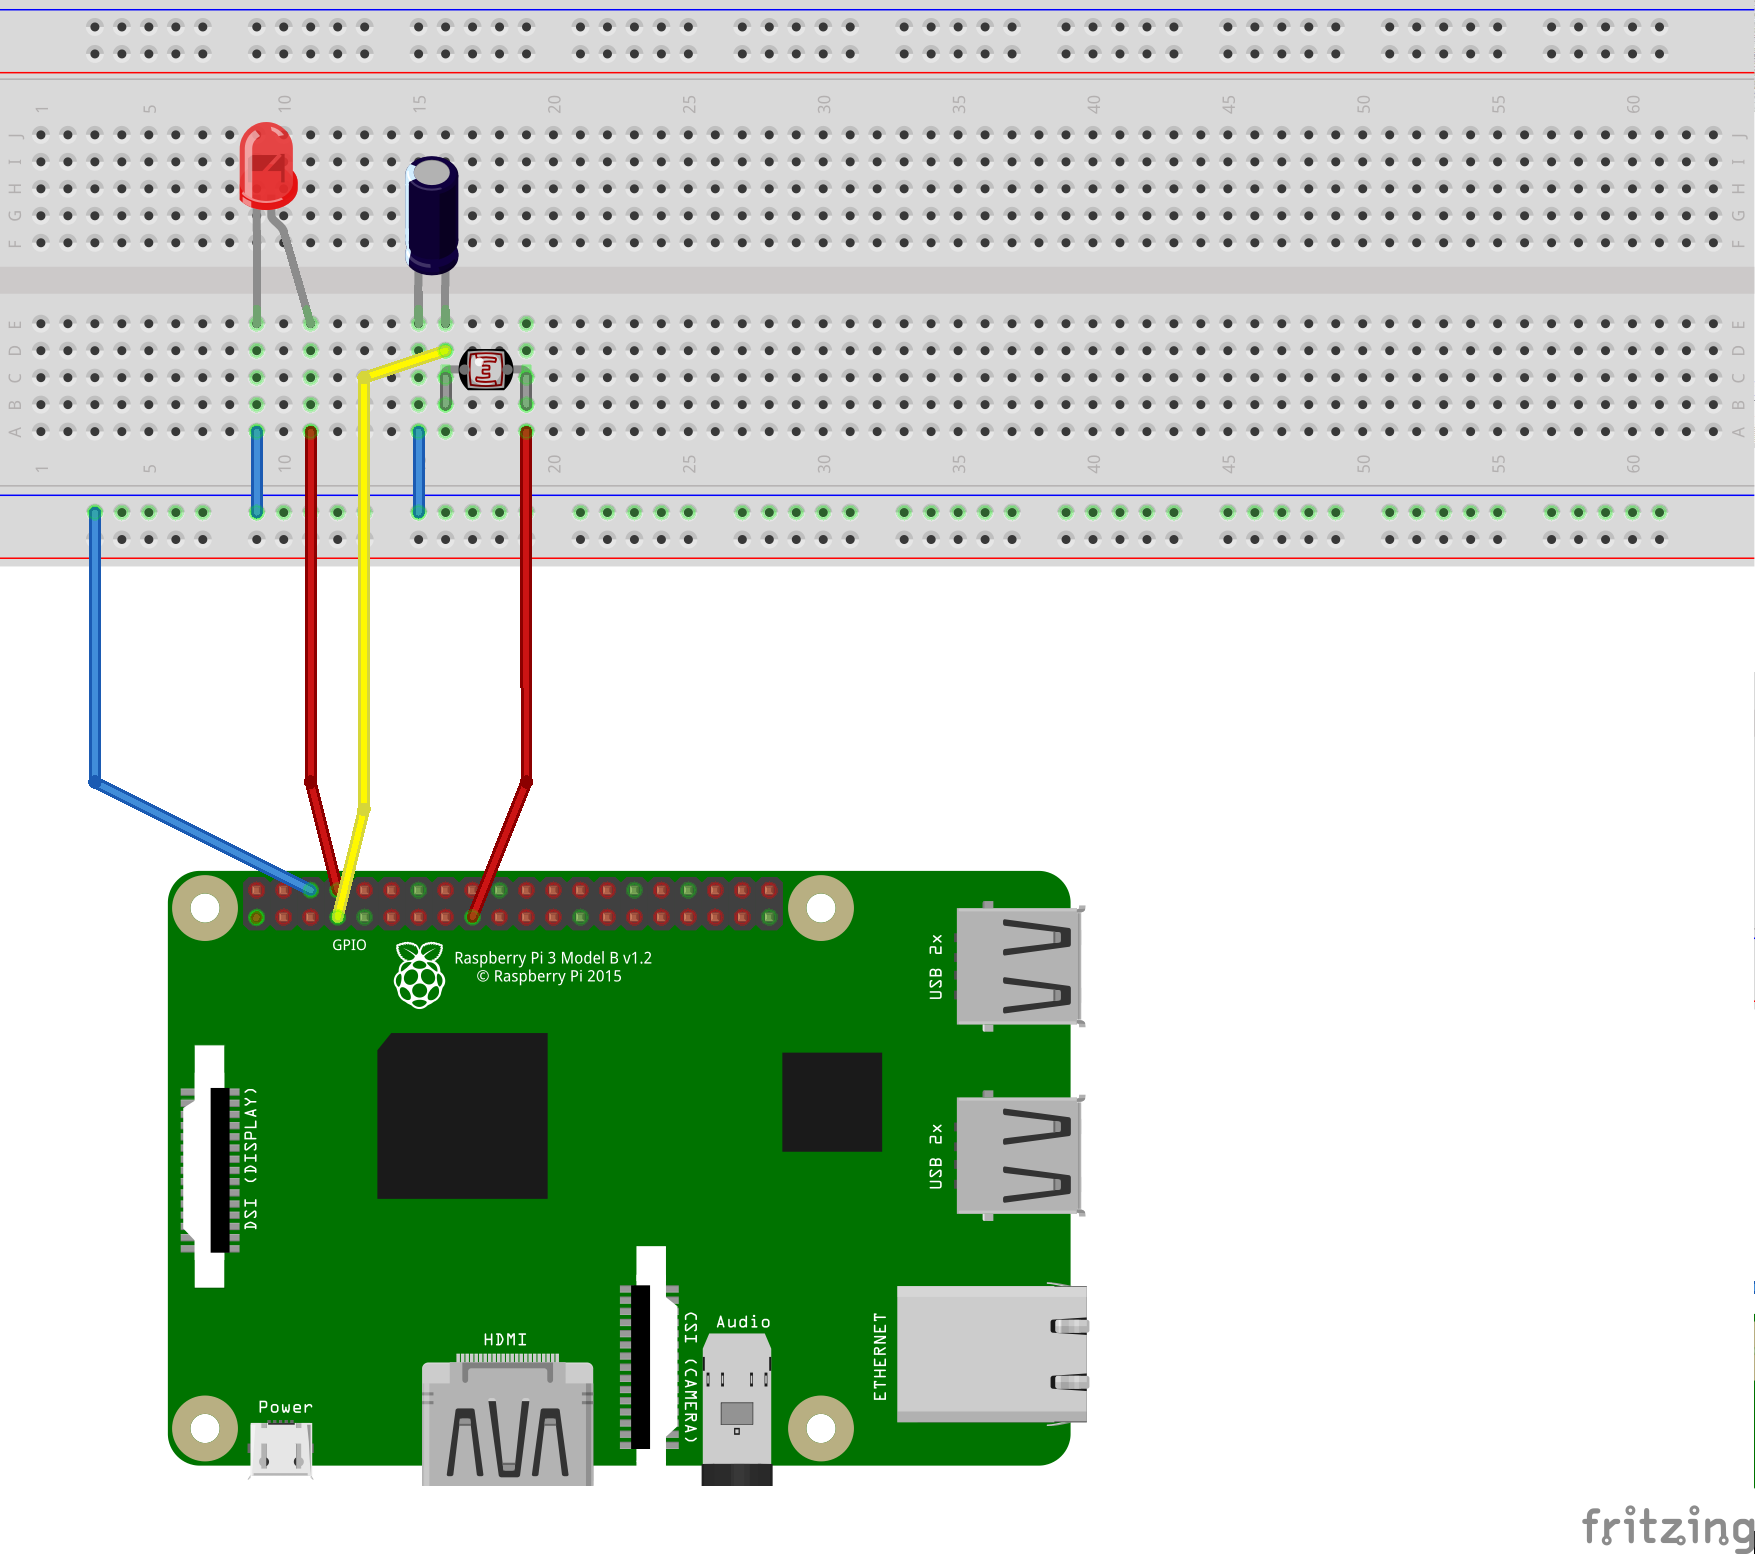 1 5 10 15 20 25 30 35 40 45 50 55 60
J J
I I
H H
G G
F F
E E
D D
C C
B B
A A
1 5 10 15 20 25 30 35 40 45 50 55 60
GPIO
Raspberry Pi 3 Model B v1.2
© Raspberry Pi 2015
USB 2x
USB 2x
DSI (DISPLAY)
CSI (CAMERA)
Audio
ETHERNET
HDMI
Power
fritzing